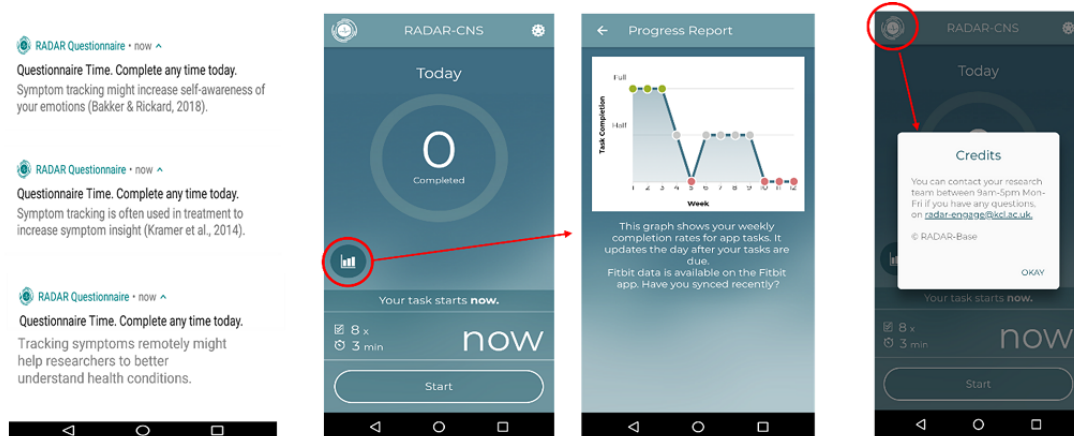 RADAR Questionnaire • now
Questionnaire Time. Complete any time today.
Symptom tracking might increase self-awareness of
your emotions (Bakker & Rickard, 2018).
RADAR Questionnaire • now
Questionnaire Time. Complete any time today.
Symptom tracking is often used in treatment to
increase symptom insight (Kramer et al., 2014).
RADAR Questionnaire • now
Questionnaire Time. Complete any time today.
Tracking symptoms remotely might
help researchers to better
understand health conditions.
RADAR-CNS
Today
0
Completed
Your task starts now.
8 x
3 min
now
Start
Progress Report
Full
Half
Task Completion
1 2 3 4 5 6 7 8 9 10 11 12
Week
This graph shows your weekly
completion rates for app tasks. It
updates the day after your tasks are
due.
Fitbit data is available on the Fitbit
app. Have you synced recently?
RADAR-CNS
Today
Credits
You can contact your research
team between 9am-5pm Mon-
Fri if you have any questions,
on radar-engage@kcl.ac.uk.
© RADAR-Base
OKAY
Your task starts now.
8 x
3 min
now
Start